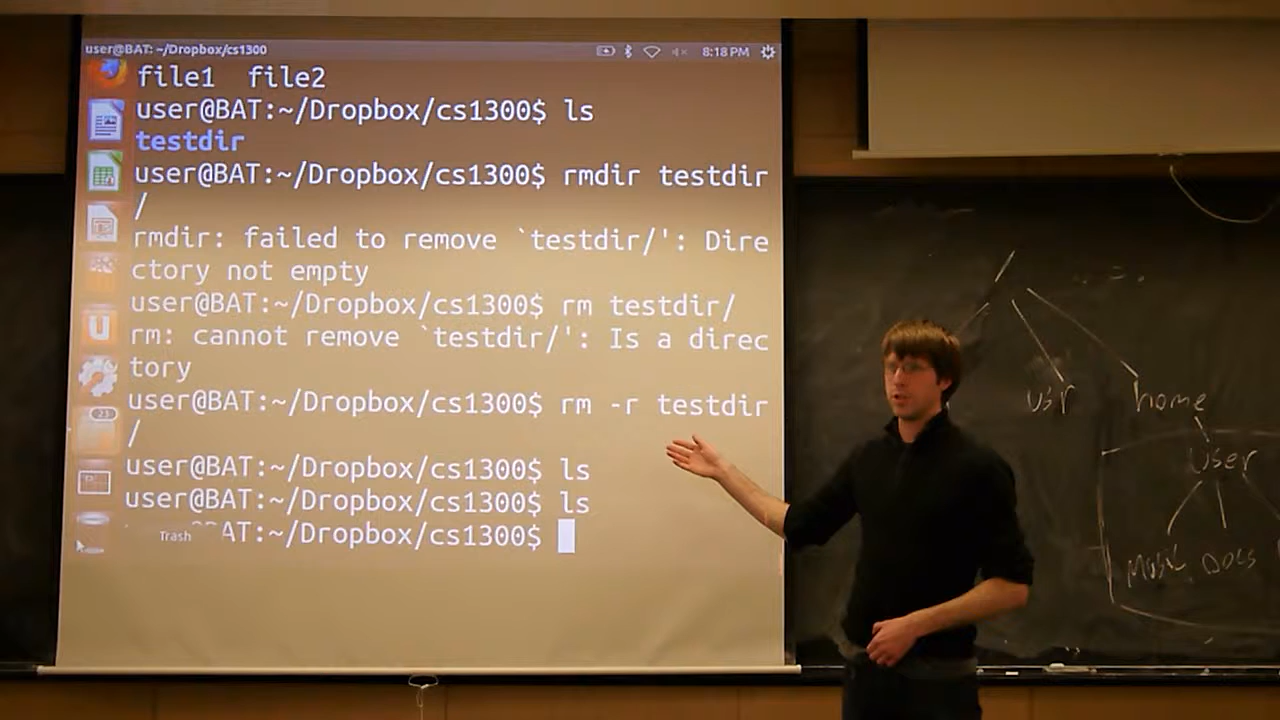 user@BAT: ~/Dropbox/cs1300
8:18 PM
file1 file2
user@BAT:~/Dropbox/cs1300$ ls
testdir
user@BAT:~/Dropbox/cs1300$ rmdir testdir
/
rmdir: failed to remove `testdir/': Dire
ctory not empty
user@BAT:~/Dropbox/cs1300$ rm testdir/
rm: cannot remove `testdir/': Is a direc
tory
user@BAT:~/Dropbox/cs1300$ rm -r testdir
/
user@BAT:~/Dropbox/cs1300$ ls
user@BAT:~/Dropbox/cs1300$ ls
AT:~/Dropbox/cs1300$
Trash
23
usr
home
user
Music Docs